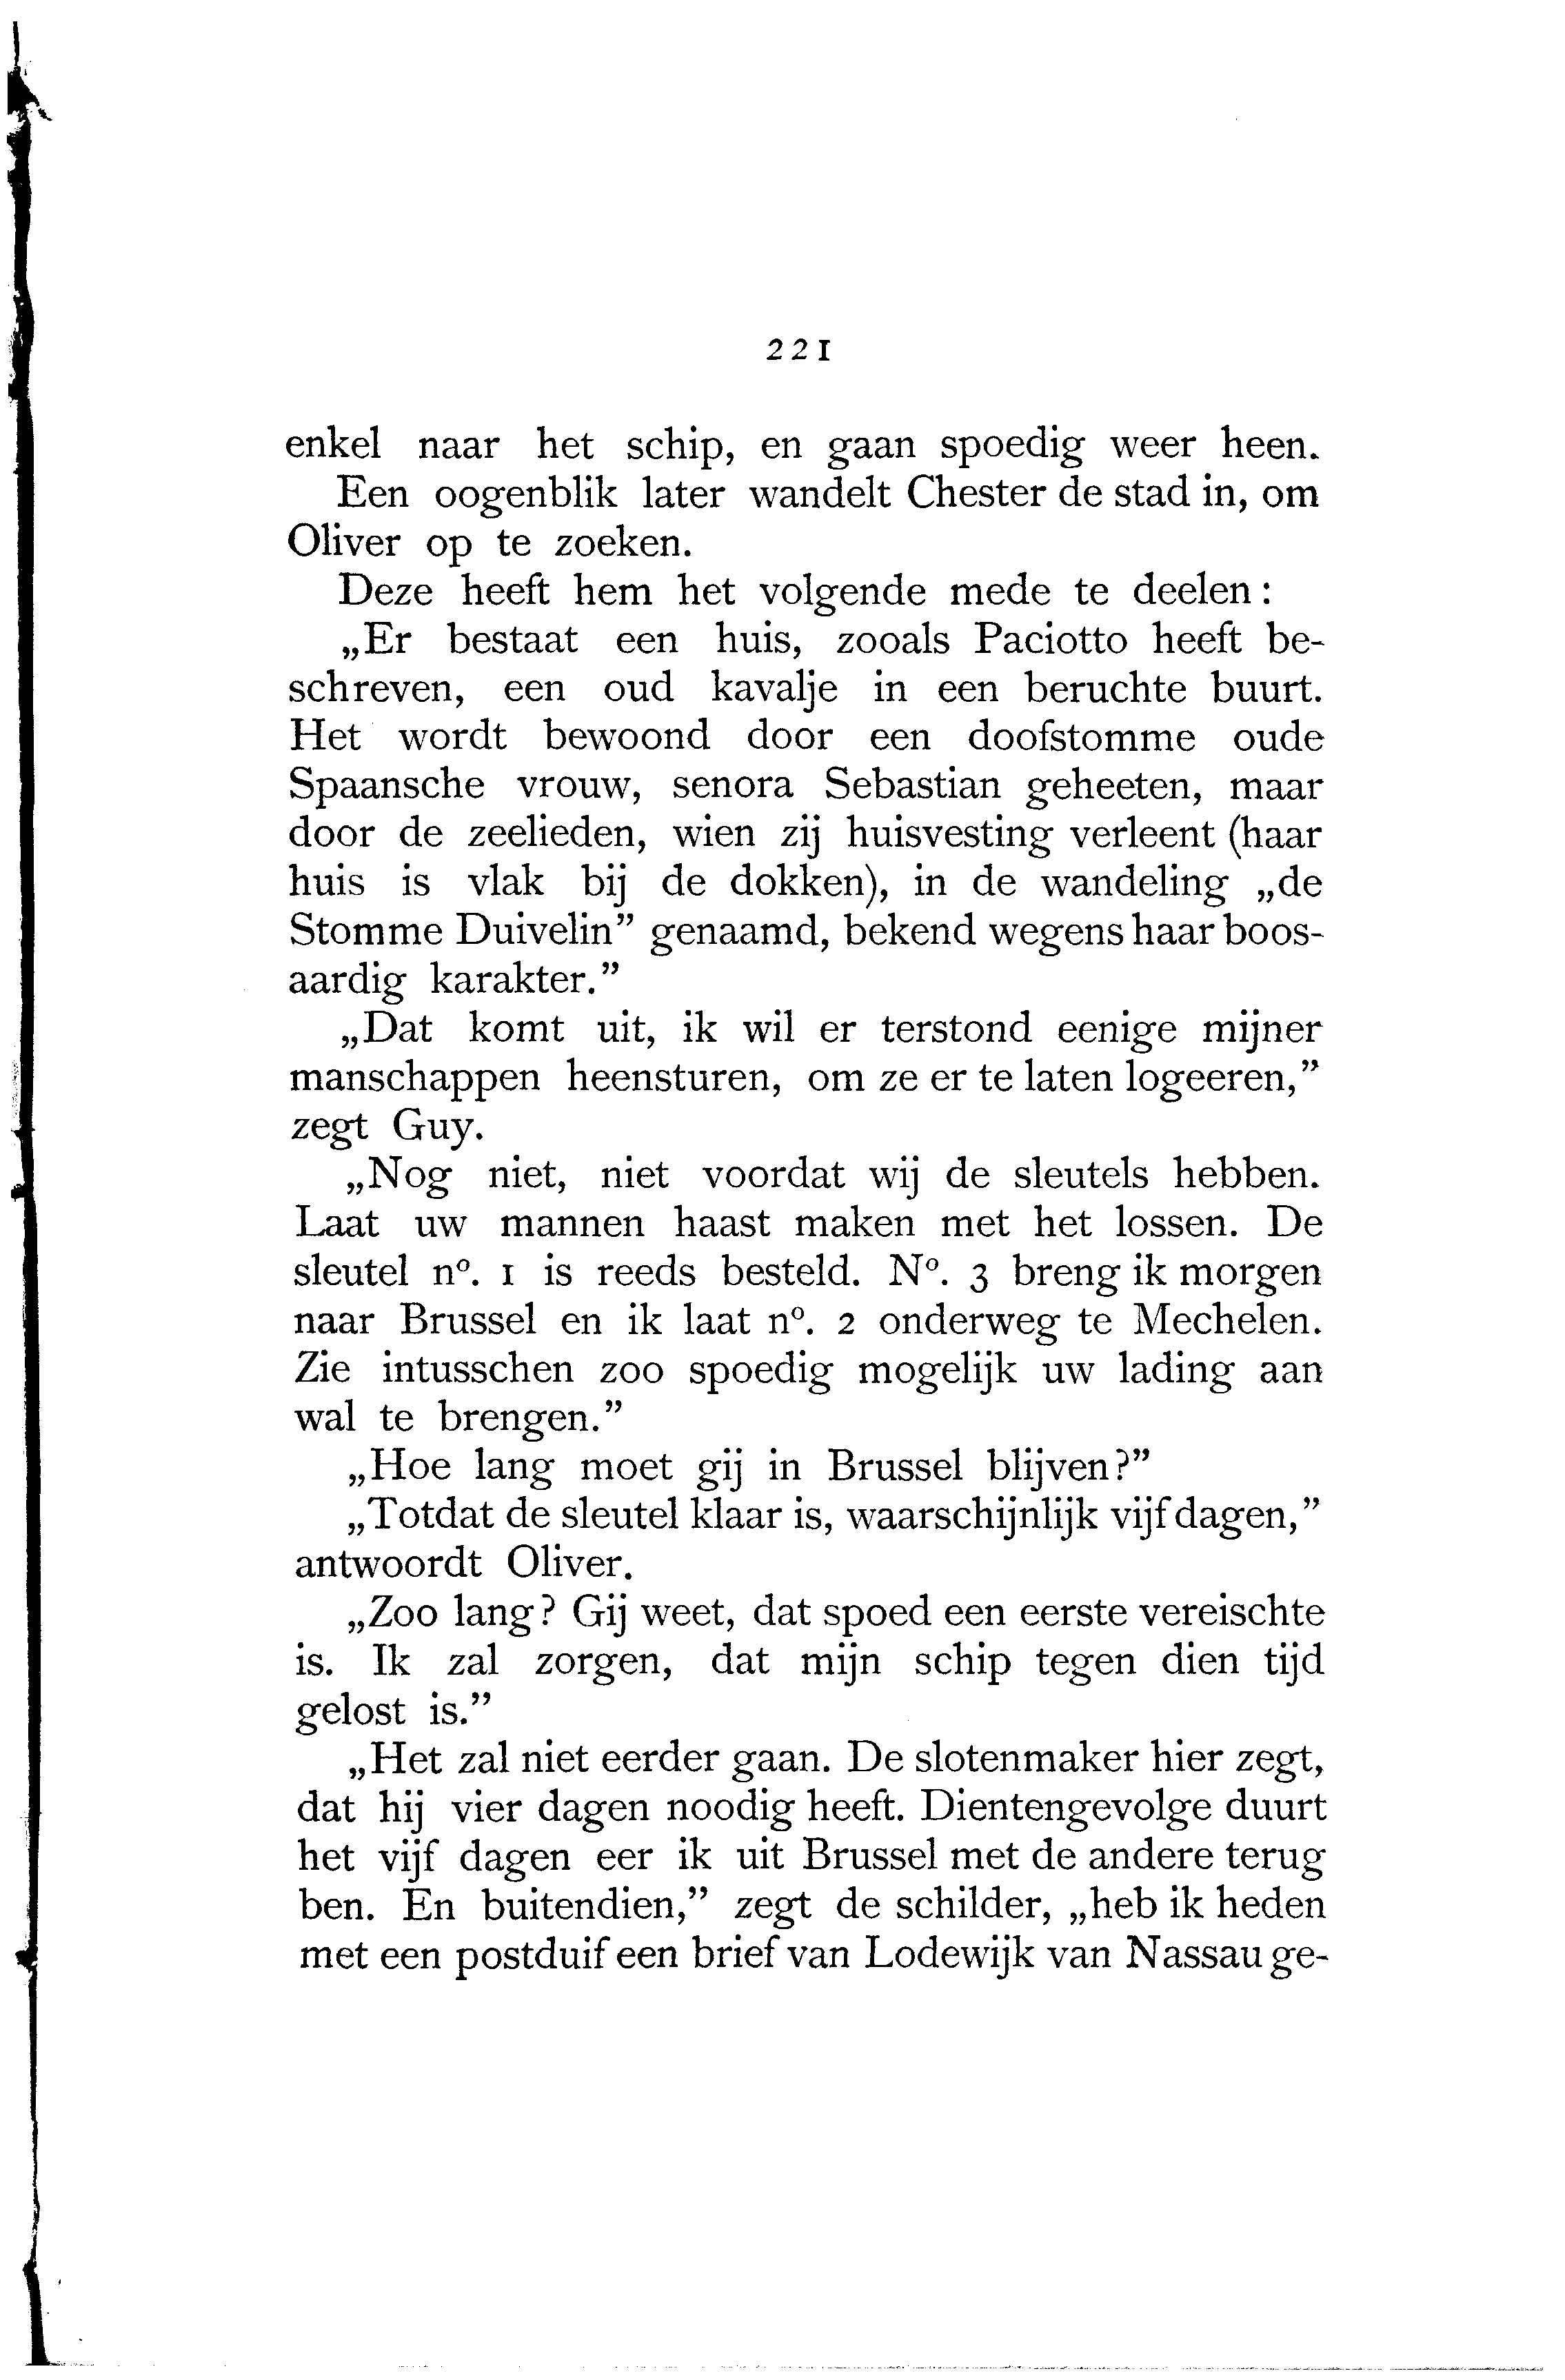 221
enkel naar het schip, en gaan spoedig weer heen.
Een oogenblik later wandelt Chester de stad in, om
Oliver op te zoeken.
Deze heeft hem het volgende mede te deelen:
„Er bestaat een huis, zooals Paciotto heeft be-
schreven, een oud kavalje in een beruchte buurt.
Het wordt bewoond door een doofstomme oude
Spaansche vrouw, senora Sebastian geheeten, maar
door de zeelieden, wien zij huisvesting verleent (haar
huis is vlak bij de dokken), in de wandeling „de
Stomme Duivelin” genaamd, bekend wegens haar boos-
aardig karakter.”
„Dat komt uit, ik wil er terstond eenige mijner
manschappen heensturen, om ze er te laten logeeren,”
zegt Guy.
„Nog niet, niet voordat wij de sleutels hebben.
Laat uw mannen haast maken met het lossen. De
sleutel nº. 1 is reeds besteld. Nº. 3 breng ik morgen
naar Brussel en ik laat nº. 2 onderweg te Mechelen.
Zie intusschen zoo spoedig mogelijk uw lading aan
wal te brengen.”
„Hoe lang moet gij in Brussel blijven?”
„Totdat de sleutel klaar is, waarschijnlijk vijf dagen,”
antwoordt Oliver.
„Zoo lang? Gij weet, dat spoed een eerste vereischte
is. Ik zal zorgen, dat mijn schip tegen dien tijd
gelost is.”
„Het zal niet eerder gaan. De slotenmaker hier zegt,
dat hij vier dagen noodig heeft. Dientengevolge duurt
het vijf dagen eer ik uit Brussel met de andere terug
ben. En buitendien,” zegt de schilder, „heb ik heden
met een postduif een brief van Lodewijk van Nassau ge-